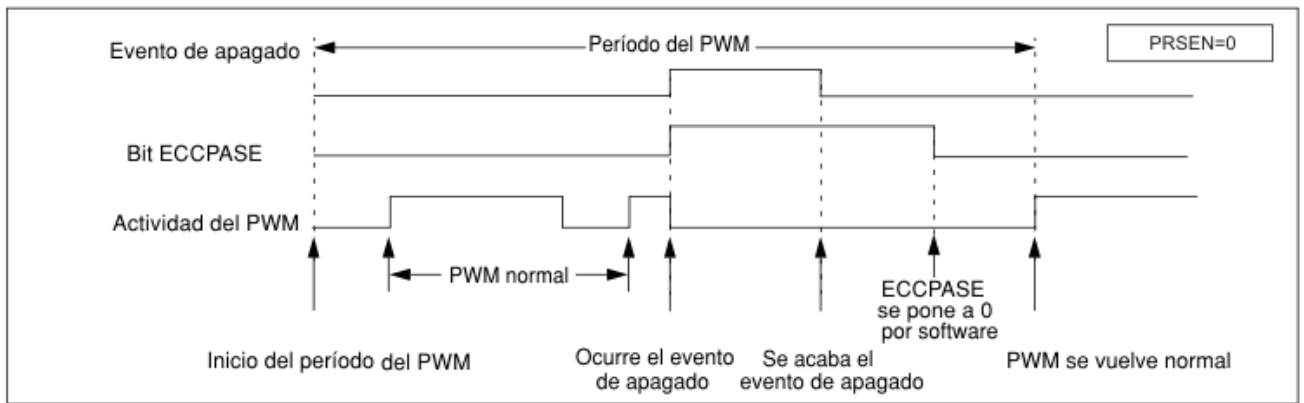 Período del PWM
PRSEN=0
Evento de apagado
Bit ECCPASE
Actividad del PWM
PWM normal
ECCPASE
se pone a 0
por software
Inicio del período del PWM
Ocurre el evento
de apagado
Se acaba el
evento de apagado
PWM se vuelve normal